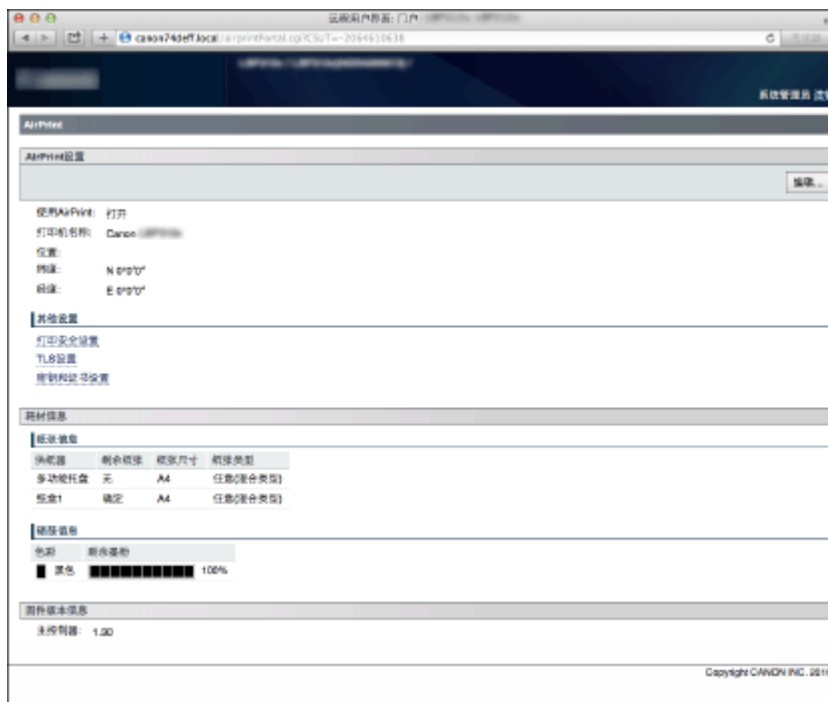 远程用户界面: 门户
canon74deff.local/airprintPortal.cgi?CSUT=-2064610638
系统管理员
AirPrint
AirPrint设置
编辑...
使用AirPrint: 打开
打印机名称: Canon
位置:
纬度: N 0°0'0"
经度: E 0°0'0"
其他设置
打印安全设置
TLS设置
密钥和证书设置
耗材信息
纸张信息
供纸器 剩余纸张 纸张尺寸 纸张类型
多功能托盘 无 A4 任意(混合类型)
纸盒1 确定 A4 任意(混合类型)
硒鼓信息
色彩 剩余墨粉
黑色 100%
固件版本信息
主控制器: 1.00
Copyright CANON INC.